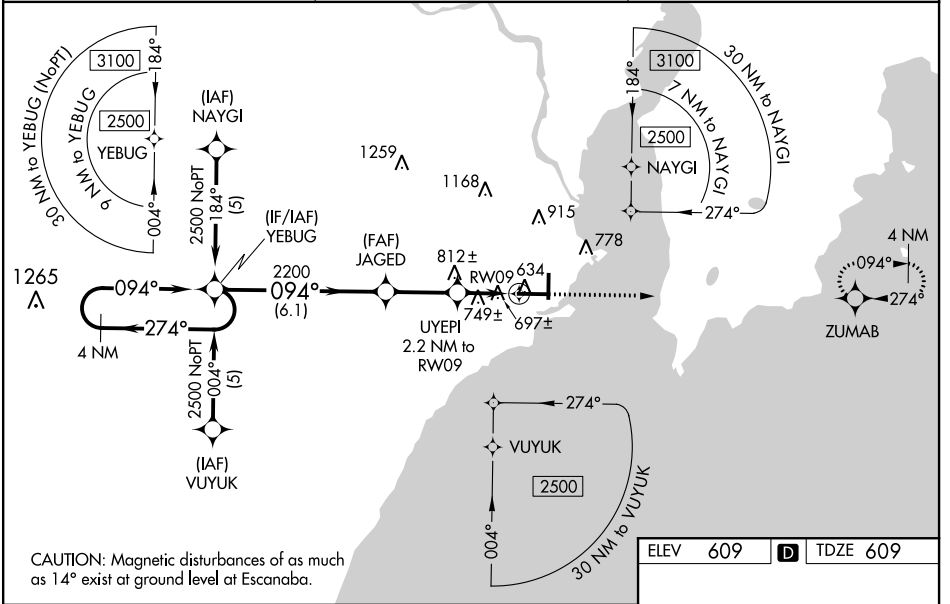 30 NM to YEBUG (NoPT)
9 NM to YEBUG
3100
184°
2500
YEBUG
004°
(IAF)
NAYGI
2500 NoPT
184°
(5)
(IF/IAF)
YEBUG
1265
094°
274°
4 NM
2500 NoPT
004°
(5)
(IAF)
VUYUK
2200
094°
(6.1)
(FAF)
JAGED
1259
1168
915
778
812±
RW09
634
749±
697±
UYEPI
2.2 NM to
RW09
3100
184°
30 NM to NAYGI
7 NM to NAYGI
2500
NAYGI
274°
4 NM
094°
274°
ZUMAB
274°
VUYUK
2500
004°
30 NM to VUYUK
CAUTION: Magnetic disturbances of as much
as 14° exist at ground level at Escanaba.
ELEV 609 D TDZE 609